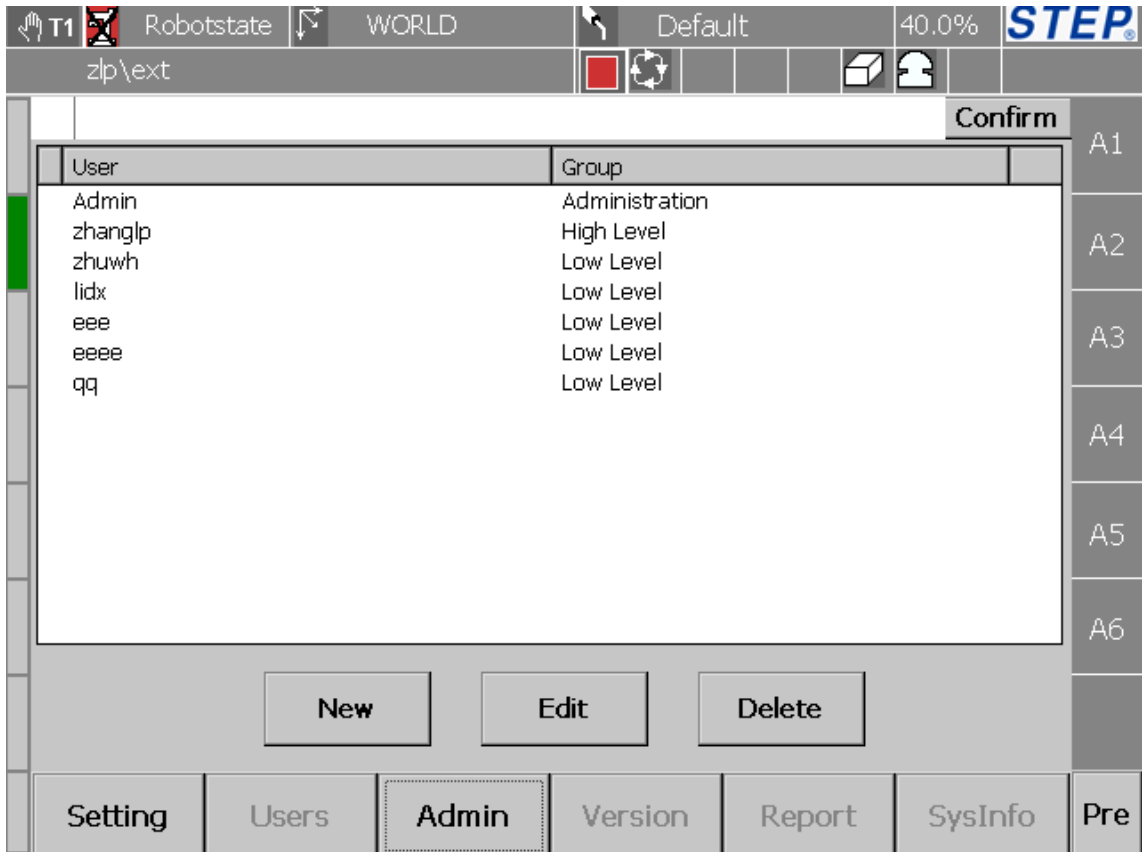 T1 Robotstate WORLD Default 40.0% STEP®
zlp\ext
Confirm
User Group
Admin Administration
zhanglp High Level
zhuwh Low Level
lidx Low Level
eee Low Level
eeee Low Level
qq Low Level
A1
A2
A3
A4
A5
A6
New Edit Delete
Setting Users Admin Version Report SysInfo Pre